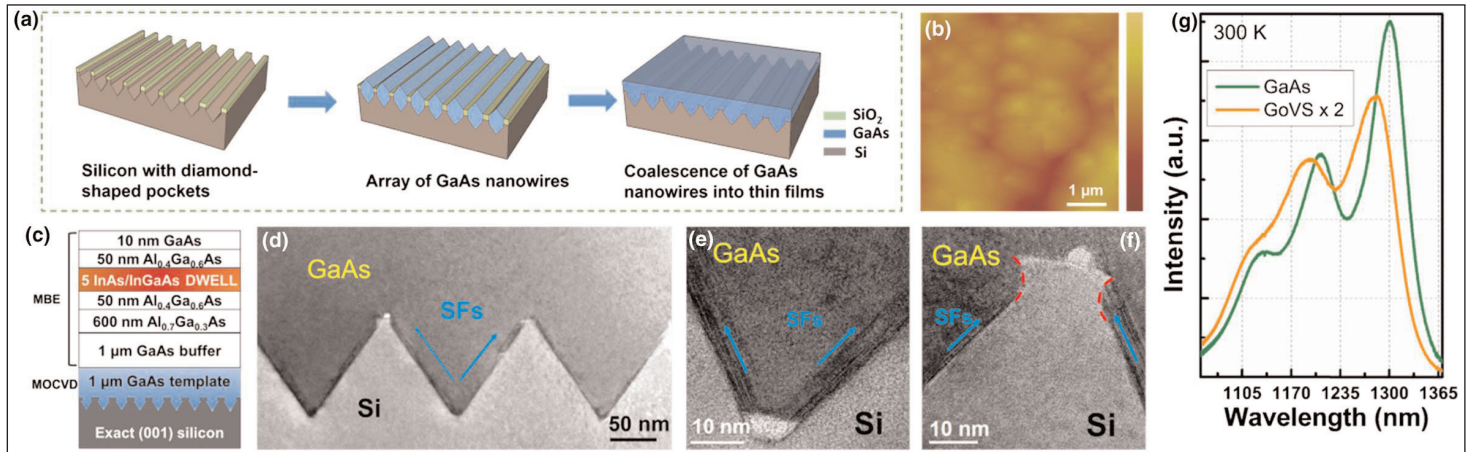 (a)
Silicon with diamond-
shaped pockets
Array of GaAs nanowires
Coalescence of GaAs
nanowires into thin films
SiO₂
GaAs
Si
(b)
1 µm
(c)
MBE
10 nm GaAs
50 nm Al₀.₄Ga₀.₆As
5 InAs/InGaAs DWELL
50 nm Al₀.₄Ga₀.₆As
600 nm Al₀.₇Ga₀.₃As
1 µm GaAs buffer
MOCVD
1 µm GaAs template
Exact (001) silicon
(d)
GaAs
SFs
Si
50 nm
(e)
GaAs
SFs
10 nm
Si
(f)
GaAs
SFs
10 nm
Si
(g)
300 K
GaAs
GoVS x 2
Intensity (a.u.)
1105 1170 1235 1300 1365
Wavelength (nm)